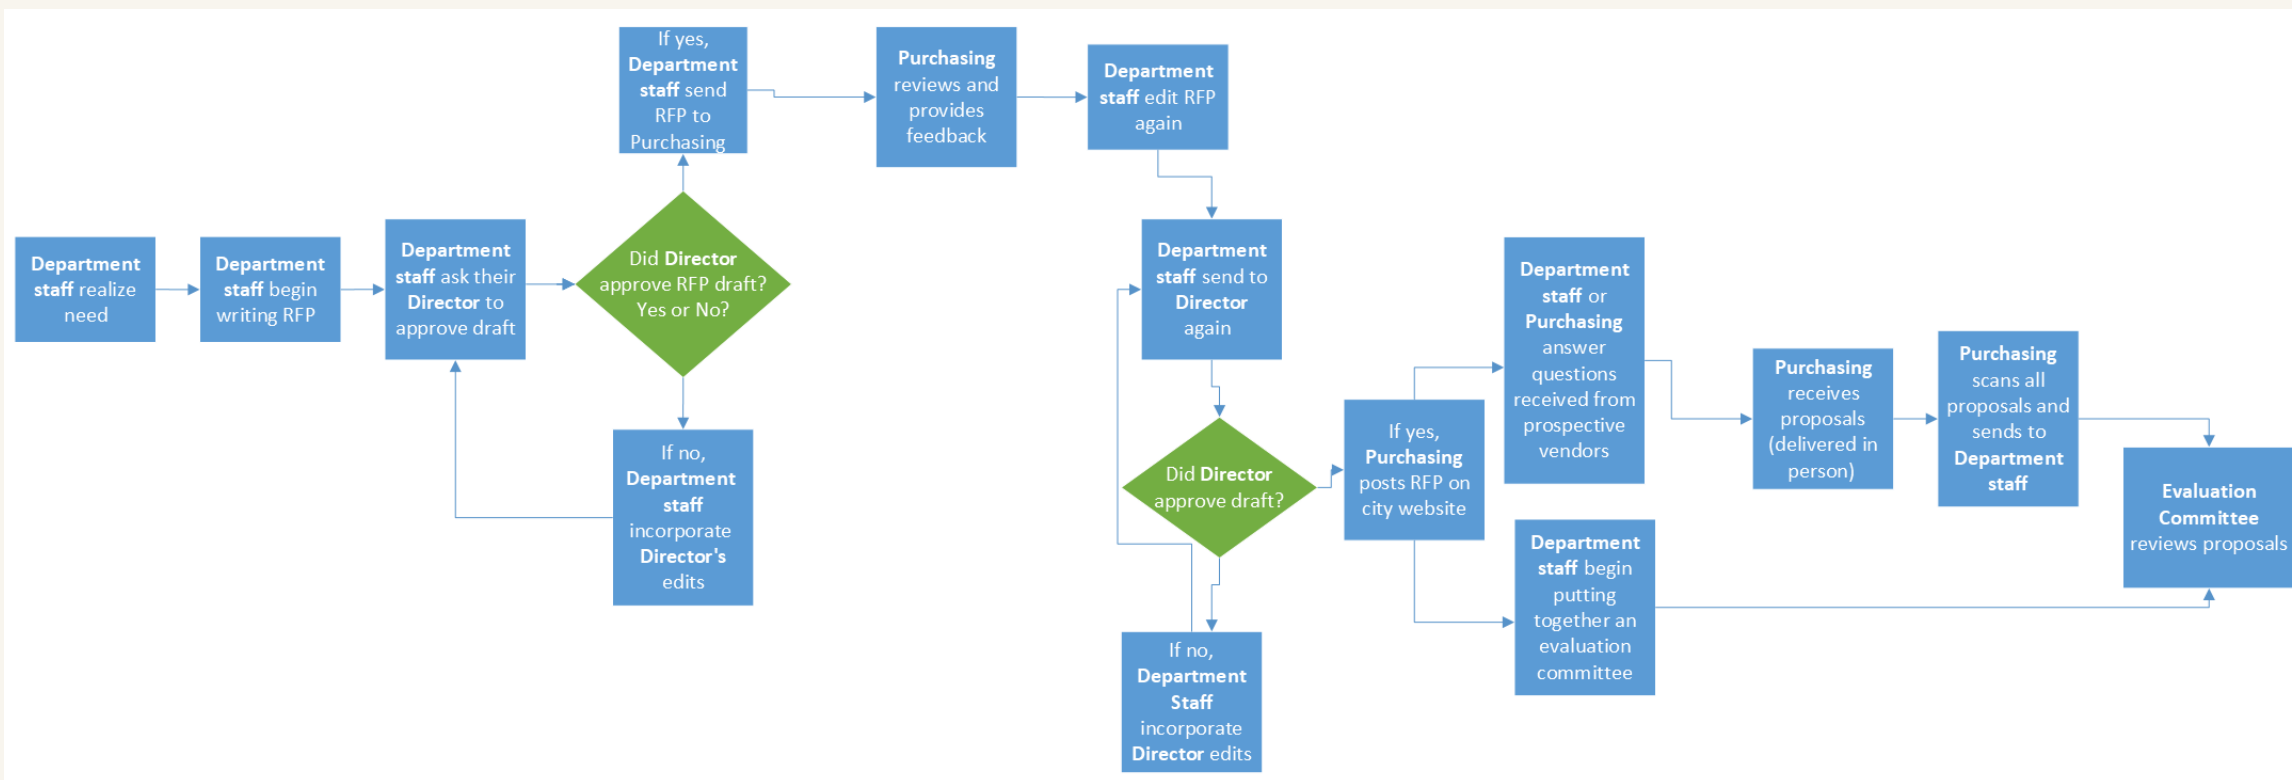 Department
staff realize
need
Department
staff begin
writing RFP
Department
staff ask their
Director to
approve draft
Did Director
approve RFP draft?
Yes or No?
If yes,
Department
staff send
RFP to
Purchasing
If no,
Department
staff
incorporate
Director's
edits
Purchasing
reviews and
provides
feedback
Department
staff edit RFP
again
Department
staff send to
Director
again
Did Director
approve draft?
If no,
Department
Staff
incorporate
Director edits
If yes,
Purchasing
posts RFP on
city website
Department
staff or
Purchasing
answer
questions
received from
prospective
vendors
Department
staff begin
putting
together an
evaluation
committee
Purchasing
receives
proposals
(delivered in
person)
Purchasing
scans all
proposals and
sends to
Department
staff
Evaluation
Committee
reviews proposals